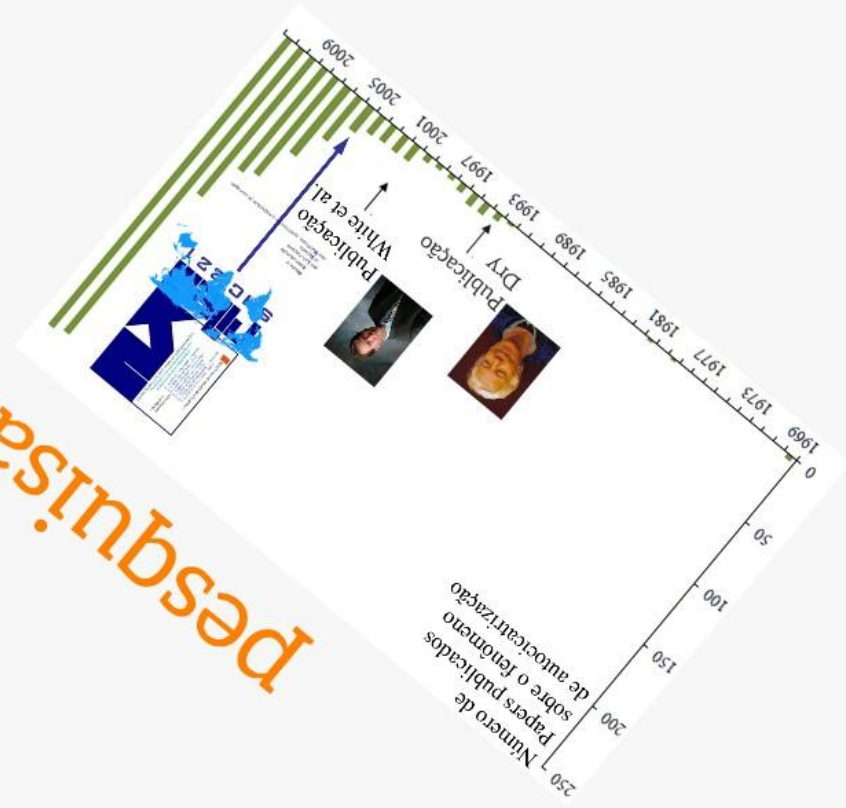 pesquisa
Número de
Papers publicados
sobre o fenômeno
de autocicatrização
250
200
150
100
50
0
1969
1973
1977
1981
1985
1989
1993
1997
2001
2005
2009
Publicação
Dry
Publicação
White et al.